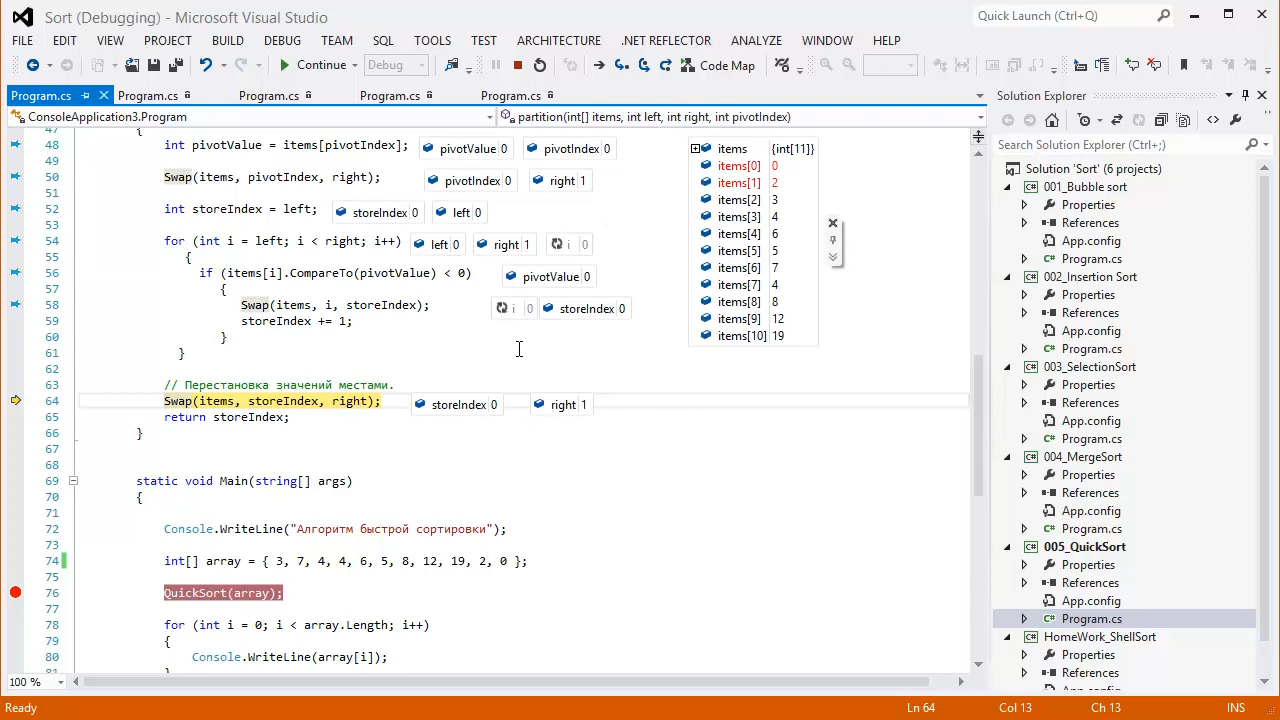 Sort (Debugging) - Microsoft Visual Studio
Quick Launch (Ctrl+Q)
FILE EDIT VIEW PROJECT BUILD DEBUG TEAM SQL TOOLS TEST ARCHITECTURE .NET REFLECTOR ANALYZE WINDOW HELP
Continue Debug Code Map
Program.cs Program.cs Program.cs Program.cs Program.cs
ConsoleApplication3.Program partition(int[] items, int left, int right, int pivotIndex)
47 {
48 int pivotValue = items[pivotIndex]; pivotValue 0 pivotIndex 0
49
50 Swap(items, pivotIndex, right); pivotIndex 0 right 1
51
52 int storeIndex = left; storeIndex 0 left 0
53
54 for (int i = left; i < right; i++) left 0 right 1 i 0
55 {
56 if (items[i].CompareTo(pivotValue) < 0) pivotValue 0
57 {
58 Swap(items, i, storeIndex); i 0 storeIndex 0
59 storeIndex += 1;
60 }
61 }
62
63 // Перестановка значений местами.
64 Swap(items, storeIndex, right); storeIndex 0 right 1
65 return storeIndex;
66 }
67
68
69 static void Main(string[] args)
70 {
71
72 Console.WriteLine("Алгоритм быстрой сортировки");
73
74 int[] array = { 3, 7, 4, 4, 6, 5, 8, 12, 19, 2, 0 };
75
76 QuickSort(array);
77
78 for (int i = 0; i < array.Length; i++)
79 {
80 Console.WriteLine(array[i]);
81 }
items {int[11]}
items[0] 0
items[1] 2
items[2] 3
items[3] 4
items[4] 6
items[5] 5
items[6] 7
items[7] 4
items[8] 8
items[9] 12
items[10] 19
100 %
Solution Explorer
Search Solution Explorer (Ctrl+;)
Solution 'Sort' (6 projects)
001_Bubble sort
Properties
References
App.config
Program.cs
002_Insertion Sort
Properties
References
App.config
Program.cs
003_SelectionSort
Properties
References
App.config
Program.cs
004_MergeSort
Properties
References
App.config
Program.cs
005_QuickSort
Properties
References
App.config
Program.cs
HomeWork_ShellSort
Properties
References
App.config
Ready Ln 64 Col 13 Ch 13 INS